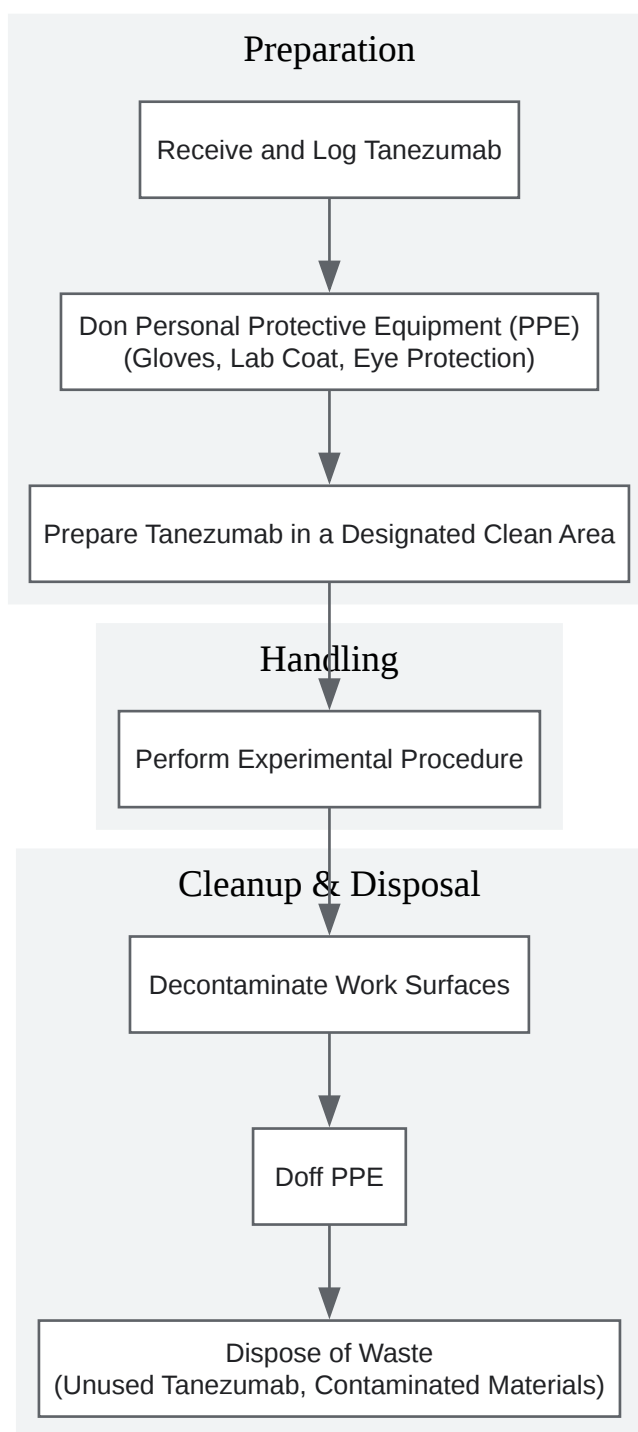 Preparation
Receive and Log Tanezumab
Don Personal Protective Equipment (PPE)
(Gloves, Lab Coat, Eye Protection)
Prepare Tanezumab in a Designated Clean Area
Handling
Perform Experimental Procedure
Cleanup & Disposal
Decontaminate Work Surfaces
Doff PPE
Dispose of Waste
(Unused Tanezumab, Contaminated Materials)